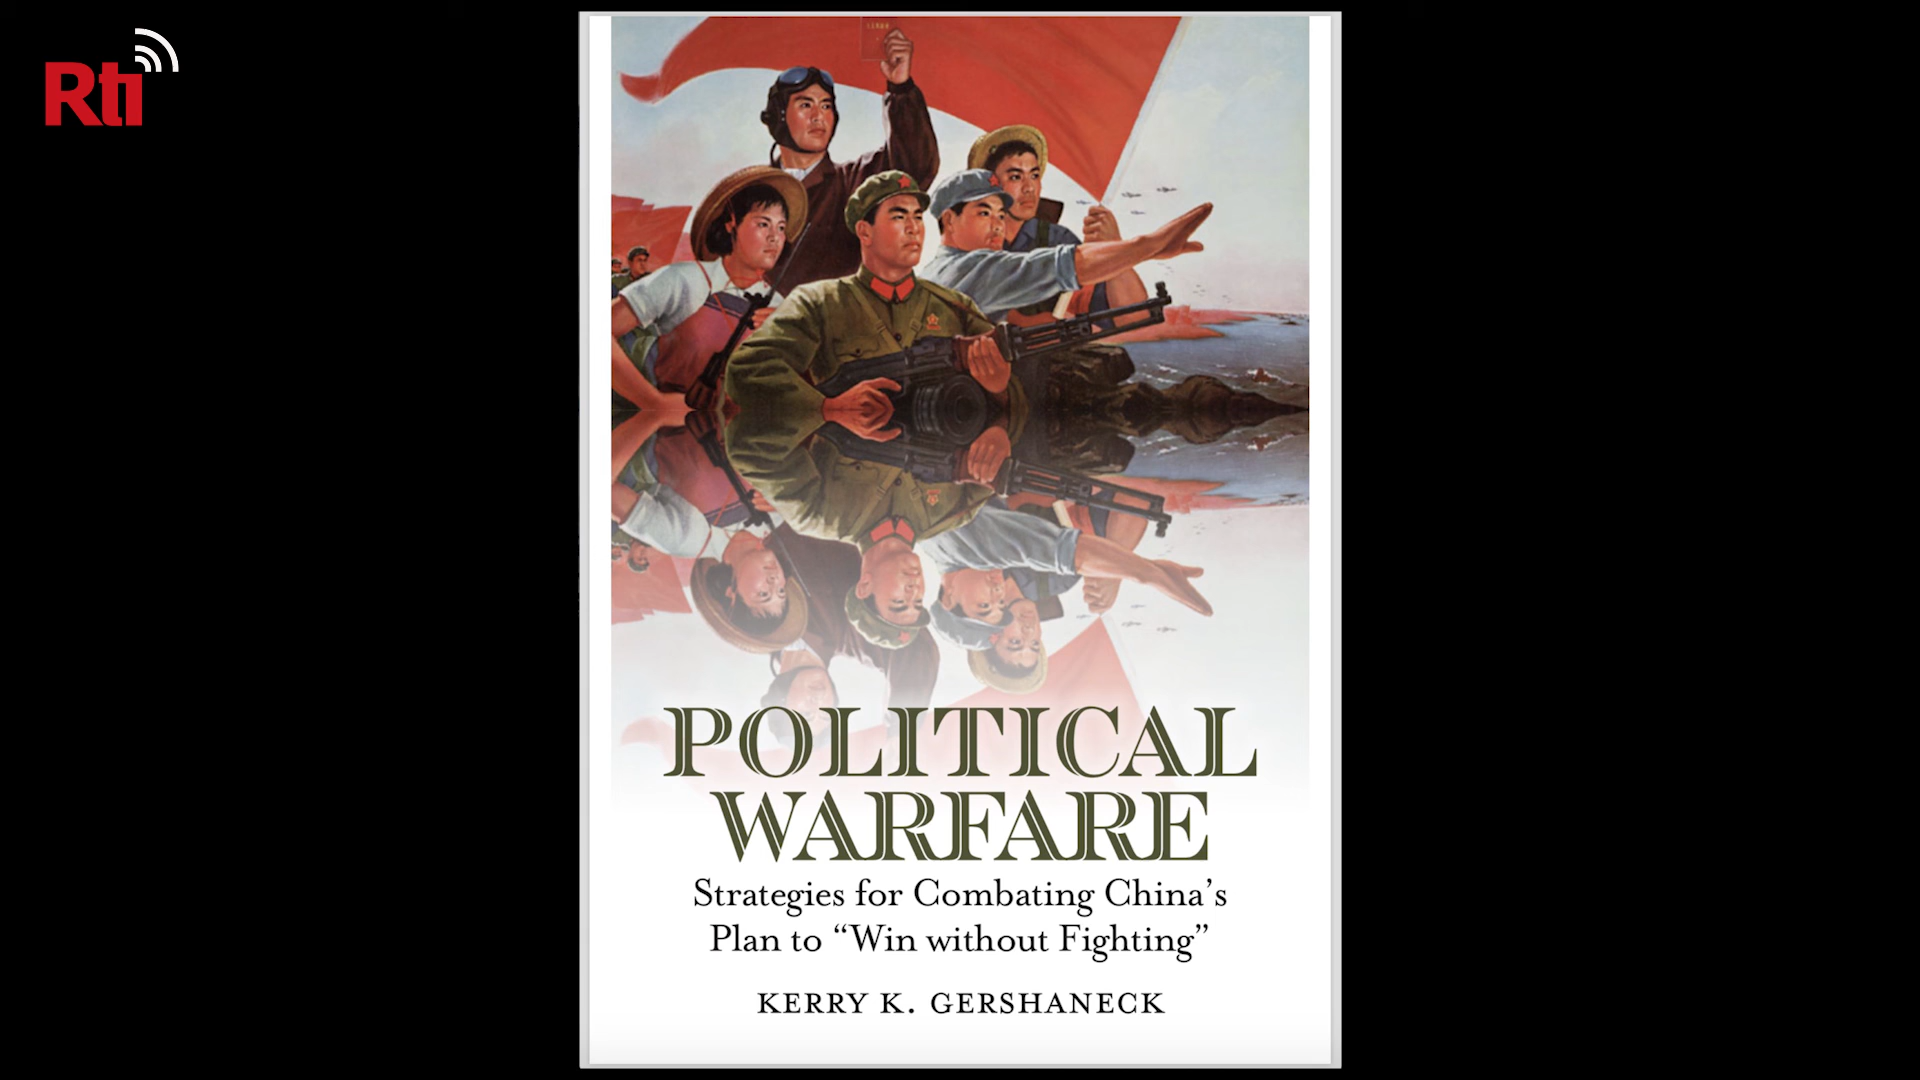 Rti
POLITICAL
WARFARE
Strategies for Combating China’s
Plan to “Win without Fighting”
KERRY K. GERSHANECK